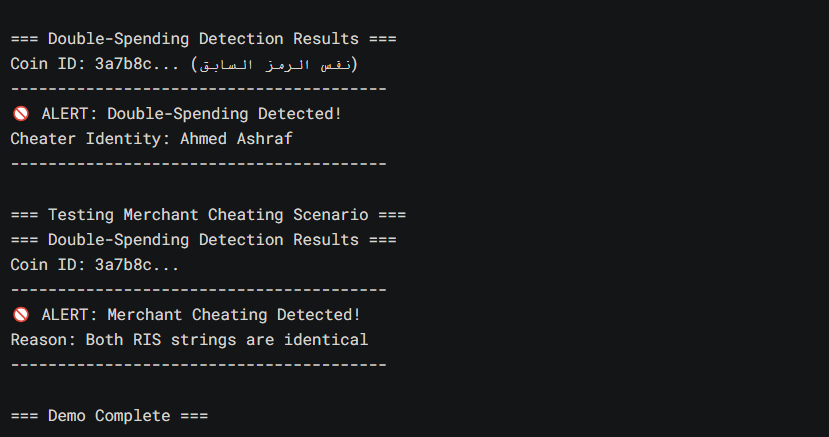 === Double-Spending Detection Results ===
Coin ID: 3a7b8c... (نفس الرمز السابق)
----------------------------------------
🚫 ALERT: Double-Spending Detected!
Cheater Identity: Ahmed Ashraf
----------------------------------------
=== Testing Merchant Cheating Scenario ===
=== Double-Spending Detection Results ===
Coin ID: 3a7b8c...
----------------------------------------
🚫 ALERT: Merchant Cheating Detected!
Reason: Both RIS strings are identical
----------------------------------------
=== Demo Complete ===